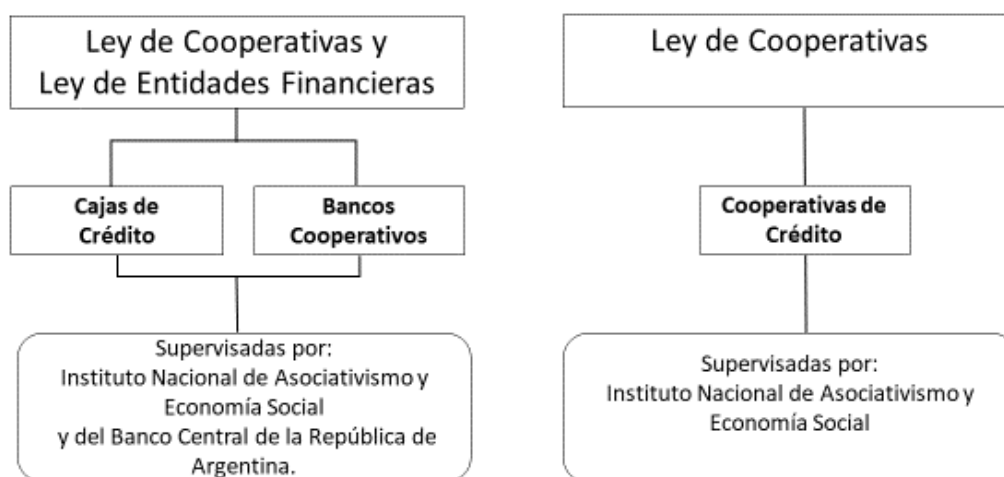 Ley de Cooperativas y
Ley de Entidades Financieras
Cajas de
Crédito
Bancos
Cooperativos
Supervisadas por:
Instituto Nacional de Asociativismo y
Economía Social
y del Banco Central de la República de
Argentina.
Ley de Cooperativas
Cooperativas de
Crédito
Supervisadas por:
Instituto Nacional de Asociativismo y
Economía Social